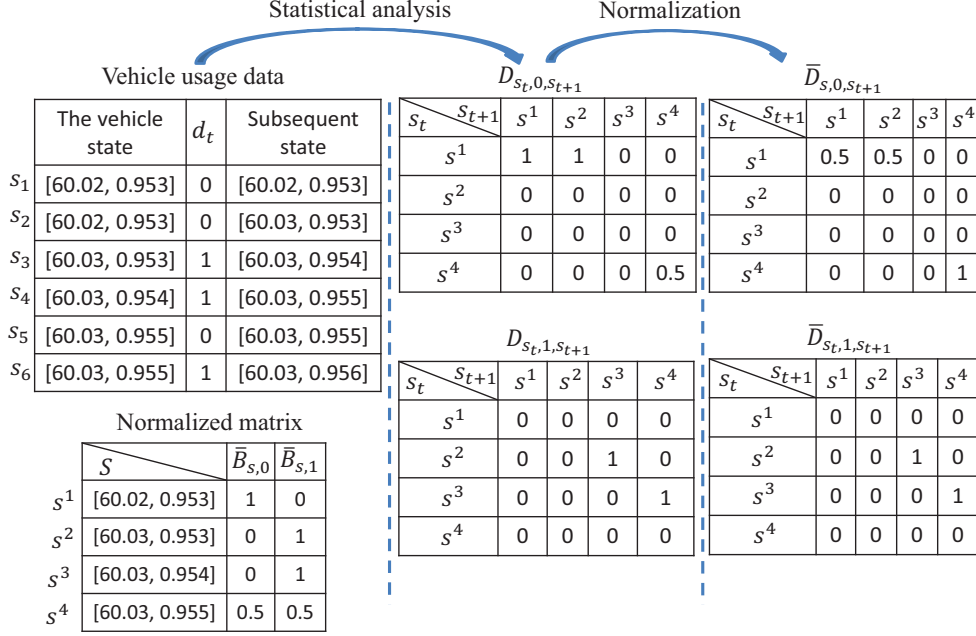 Statistical analysis
Normalization
Vehicle usage data
The vehicle state | d_t | Subsequent state
s_1 [60.02, 0.953] 0 [60.02, 0.953]
s_2 [60.02, 0.953] 0 [60.03, 0.953]
s_3 [60.03, 0.953] 1 [60.03, 0.954]
s_4 [60.03, 0.954] 1 [60.03, 0.955]
s_5 [60.03, 0.955] 0 [60.03, 0.955]
s_6 [60.03, 0.955] 1 [60.03, 0.956]
Normalized matrix
S B̅_{s,0} B̅_{s,1}
s^1 [60.02, 0.953] 1 0
s^2 [60.03, 0.953] 0 1
s^3 [60.03, 0.954] 0 1
s^4 [60.03, 0.955] 0.5 0.5
D_{s_t,0,s_{t+1}}
s_t s_{t+1} s^1 s^2 s^3 s^4
s^1 1 1 0 0
s^2 0 0 0 0
s^3 0 0 0 0
s^4 0 0 0 0.5
D_{s_t,1,s_{t+1}}
s_t s_{t+1} s^1 s^2 s^3 s^4
s^1 0 0 0 0
s^2 0 0 1 0
s^3 0 0 0 1
s^4 0 0 0 0
D̅_{s,0,s_{t+1}}
s_t s_{t+1} s^1 s^2 s^3 s^4
s^1 0.5 0.5 0 0
s^2 0 0 0 0
s^3 0 0 0 0
s^4 0 0 0 1
D̅_{s_t,1,s_{t+1}}
s_t s_{t+1} s^1 s^2 s^3 s^4
s^1 0 0 0 0
s^2 0 0 1 0
s^3 0 0 0 1
s^4 0 0 0 0